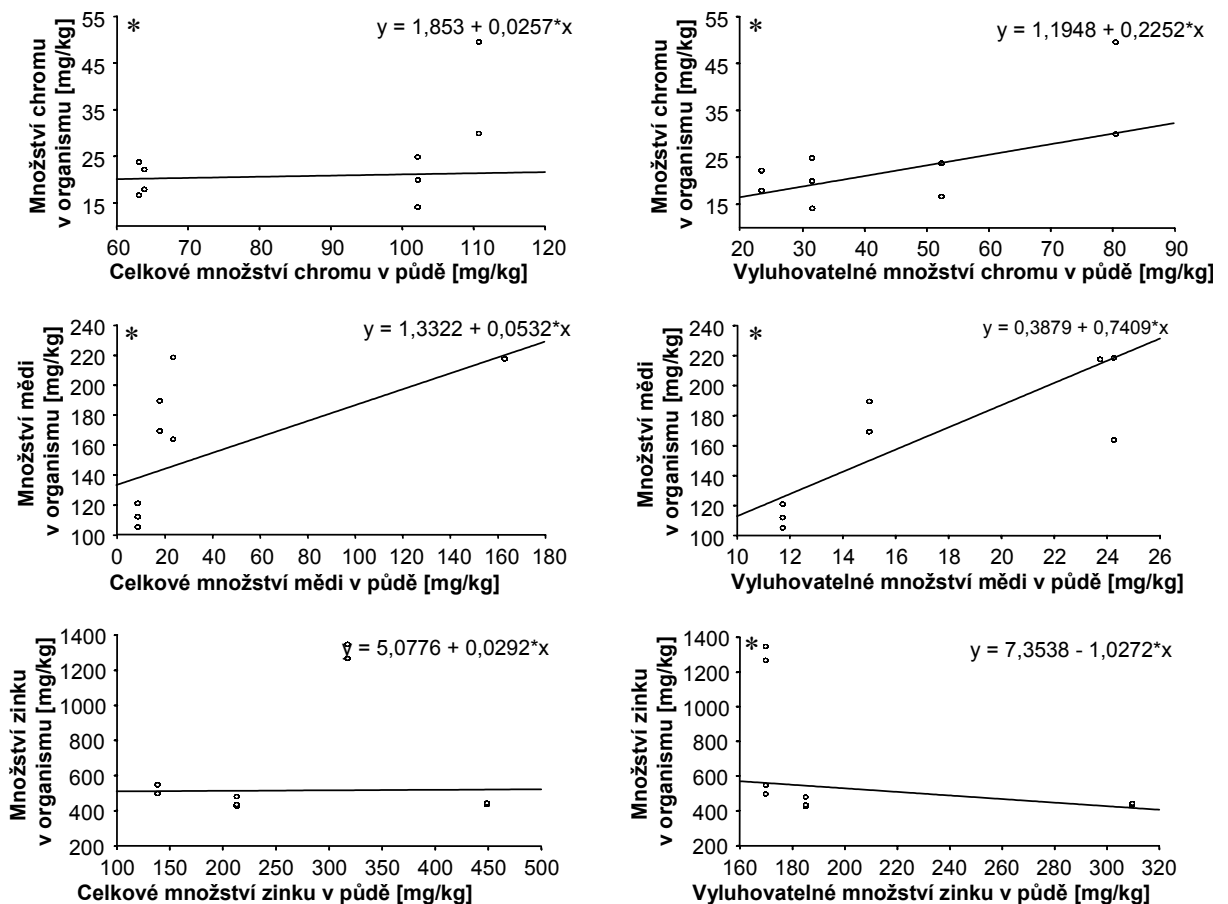 Množství chromu
v organismu [mg/kg]
55
45
35
25
15
*
y = 1,853 + 0,0257*x
60 70 80 90 100 110 120
Celkové množství chromu v půdě [mg/kg]
Množství chromu
v organismu [mg/kg]
55
45
35
25
15
*
y = 1,1948 + 0,2252*x
20 30 40 50 60 70 80 90
Vyluhovatelné množství chromu v půdě [mg/kg]
Množství mědi
v organismu [mg/kg]
240
220
200
180
160
140
120
100
*
y = 1,3322 + 0,0532*x
0 20 40 60 80 100 120 140 160 180
Celkové množství mědi v půdě [mg/kg]
Množství mědi
v organismu [mg/kg]
240
220
200
180
160
140
120
100
*
y = 0,3879 + 0,7409*x
10 12 14 16 18 20 22 24 26
Vyluhovatelné množství mědi v půdě [mg/kg]
Množství zinku
v organismu [mg/kg]
1400
1200
1000
800
600
400
200
y = 5,0776 + 0,0292*x
100 150 200 250 300 350 400 450 500
Celkové množství zinku v půdě [mg/kg]
Množství zinku
v organismu [mg/kg]
1400
1200
1000
800
600
400
200
*
y = 7,3538 - 1,0272*x
160 180 200 220 240 260 280 300 320
Vyluhovatelné množství zinku v půdě [mg/kg]